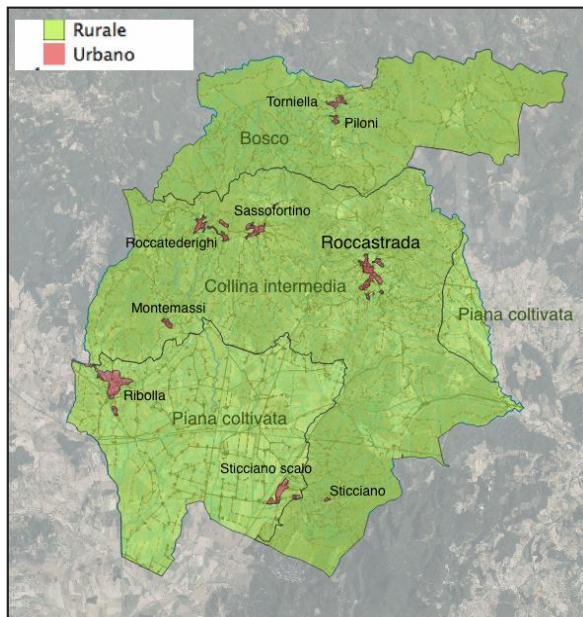 Rurale
Urbano
Torniella
Piloni
Bosco
Sassofortino
Roccatederighi
Roccastrada
Collina intermedia
Piana coltivata
Montemassi
Ribolla
Piana coltivata
Sticciano scalo
Sticciano